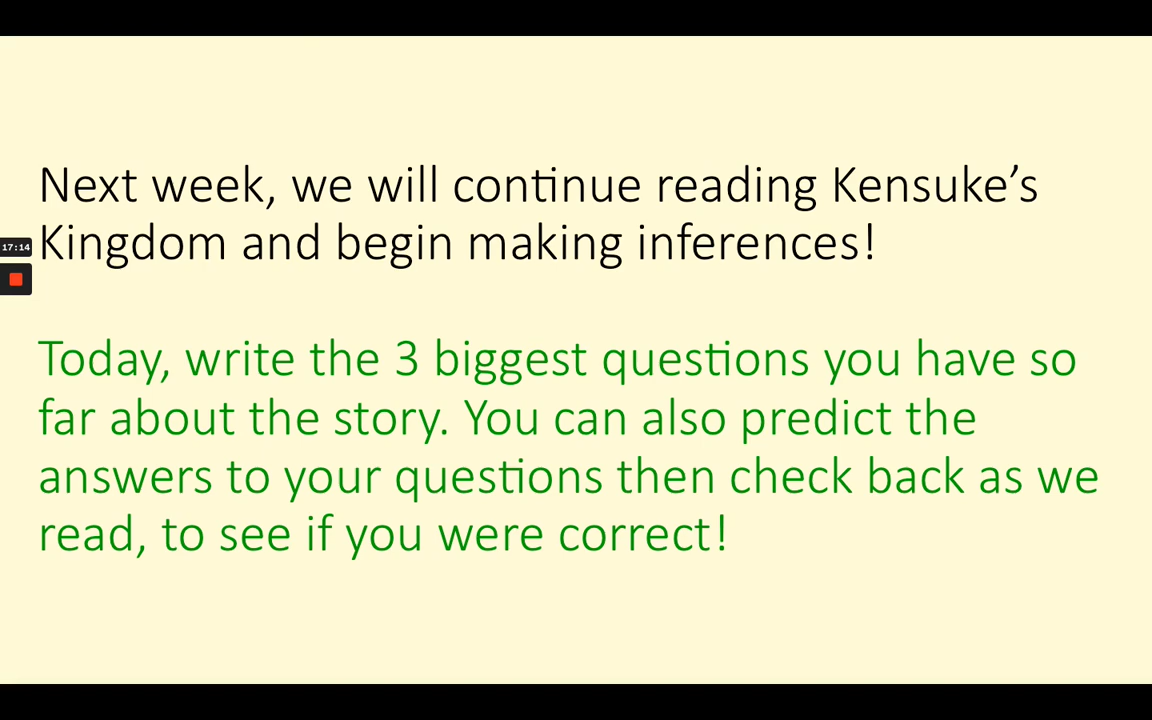 Next week, we will continue reading Kensuke’s
17:14
Kingdom and begin making inferences!
Today, write the 3 biggest questions you have so
far about the story. You can also predict the
answers to your questions then check back as we
read, to see if you were correct!